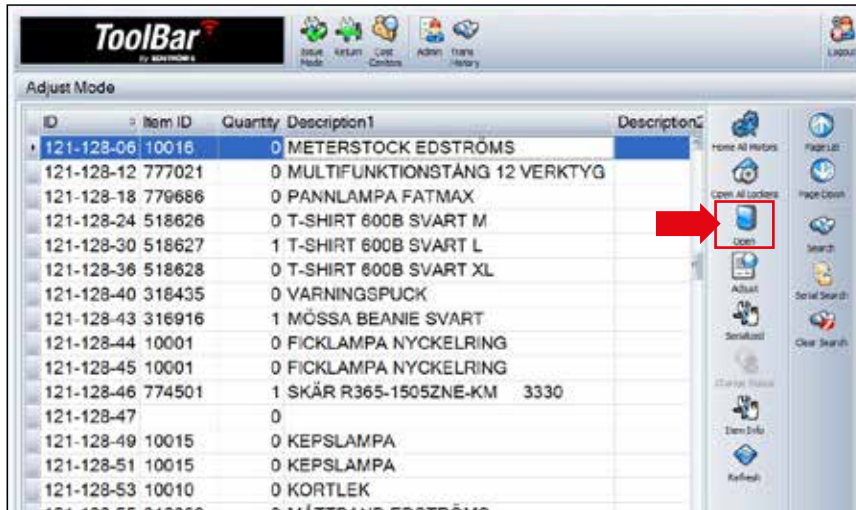 ToolBar
by EDSTRÖMS
Issue Mode
Return
Cost Centers
Admin
Trans History
Logout
Adjust Mode
ID Item ID Quantity Description1 Description2
121-128-06 10016 0 METERSTOCK EDSTRÖMS
121-128-12 777021 0 MULTIFUNKTIONSTÅNG 12 VERKTYG
121-128-18 779686 0 PANNLAMPA FATMAX
121-128-24 518626 0 T-SHIRT 600B SVART M
121-128-30 518627 1 T-SHIRT 600B SVART L
121-128-36 518628 0 T-SHIRT 600B SVART XL
121-128-40 318435 0 VARNINGSPUCK
121-128-43 316916 1 MÖSSA BEANIE SVART
121-128-44 10001 0 FICKLAMPA NYCKELRING
121-128-45 10001 0 FICKLAMPA NYCKELRING
121-128-46 774501 1 SKÄR R365-1505ZNE-KM 3330
121-128-47 0
121-128-49 10015 0 KEPSLAMPA
121-128-51 10015 0 KEPSLAMPA
121-128-53 10010 0 KORTLEK
Home All Motors
Open All Lockers
Open
Adjust
Serialized
Change Status
Item Info
Refresh
Page Up
Page Down
Search
Serial Search
Clear Search